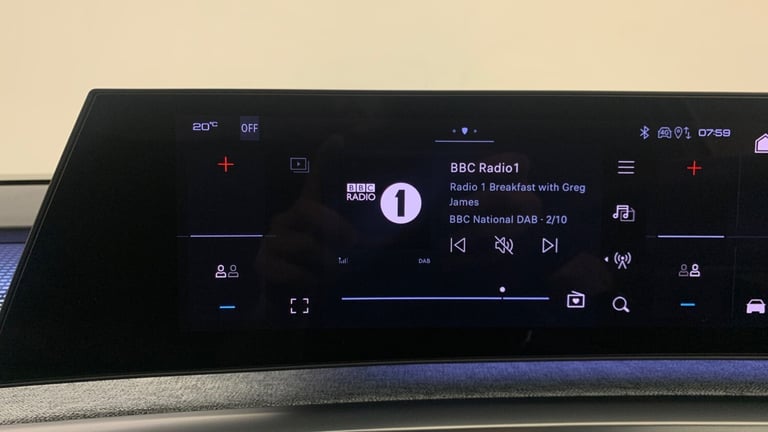 20°C
OFF
4G
07:59
BBC Radio1
Radio 1 Breakfast with Greg
James
BBC National DAB - 2/10
BBC
RADIO
1
DAB